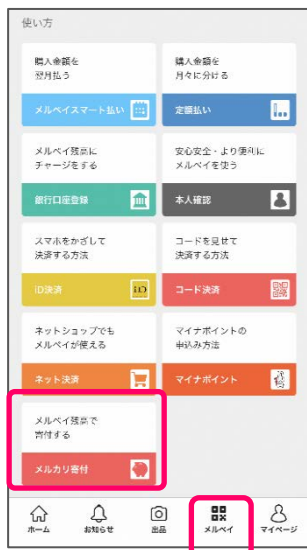 使い方
購入金額を
翌月払う
メルペイスマート払い
購入金額を
月々に分ける
定額払い
メルペイ残高に
チャージをする
銀行口座登録
安心安全・より便利に
メルペイを使う
本人確認
スマホをかざして
決済する方法
iD決済
iD
コードを見せて
決済する方法
コード決済
ネットショップでも
メルペイが使える
ネット決済
マイナポイントの
申込み方法
マイナポイント
メルペイ残高で
寄付する
メルカリ寄付
ホーム
お知らせ
出品
メルペイ
マイページ